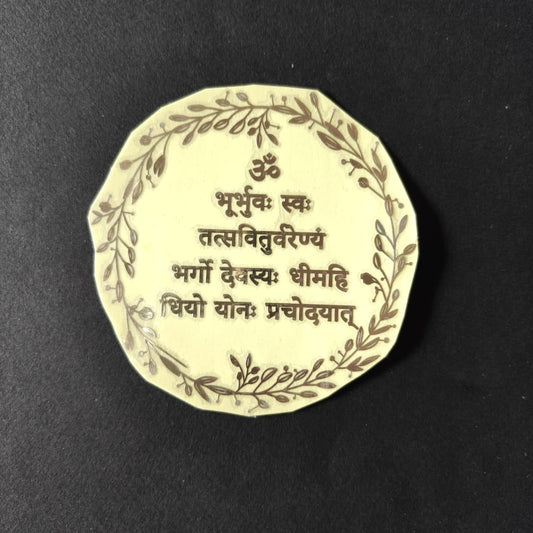 ॐ
भूर्भुवः स्वः
तत्सवितुर्वरेण्यं
भर्गो देवस्यः धीमहि
धियो योनः प्रचोदयात्